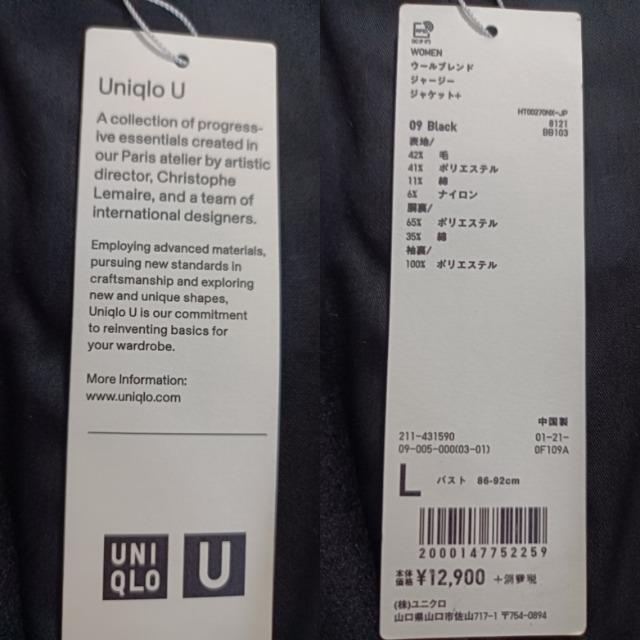 Uniqlo U
A collection of progress-
ive essentials created in
our Paris atelier by artistic
director, Christophe
Lemaire, and a team of
international designers.
Employing advanced materials,
pursuing new standards in
craftsmanship and exploring
new and unique shapes,
Uniqlo U is our commitment
to reinventing basics for
your wardrobe.
More Information:
www.uniqlo.com
UNI
QLO
U
WOMEN
ウールブレンド
ジャージー
ジャケット+
HT00270NX-JP
8121
BB103
09 Black
表地/
42% 毛
41% ポリエステル
11% 綿
6% ナイロン
胴裏/
65% ポリエステル
35% 綿
袖裏/
100% ポリエステル
中国製
211-431590 01-21-
09-005-000(03-01) 0F109A
L バスト 86-92cm
2000147752259
本体
価格 ¥12,900 +消費税
(株)ユニクロ
山口県山口市佐山717-1 〒754-0894